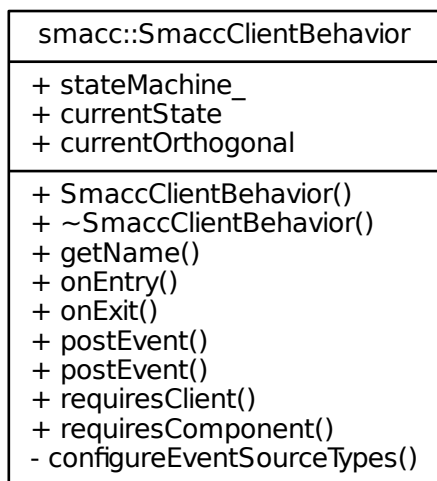 smacc::SmaccClientBehavior
+ stateMachine_
+ currentState
+ currentOrthogonal
+ SmaccClientBehavior()
+ ~SmaccClientBehavior()
+ getName()
+ onEntry()
+ onExit()
+ postEvent()
+ postEvent()
+ requiresClient()
+ requiresComponent()
- configureEventSourceTypes()